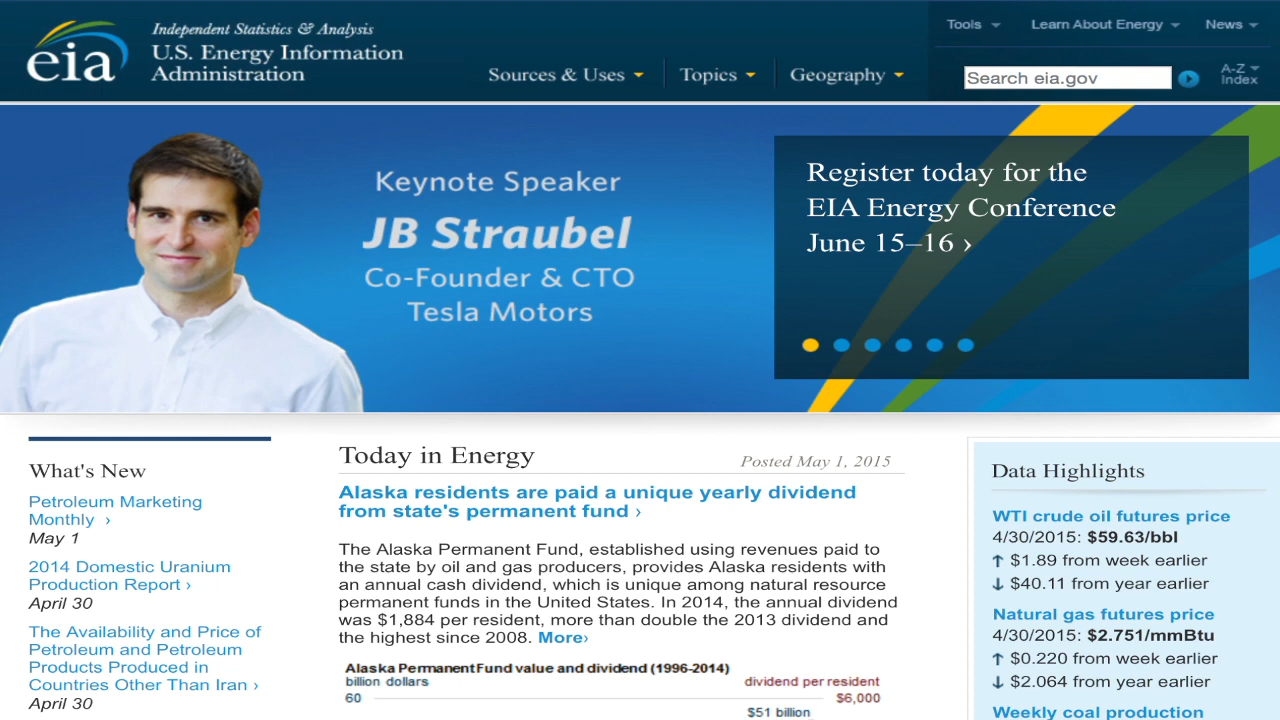 eia
Independent Statistics & Analysis
U.S. Energy Information
Administration
Sources & Uses
Topics
Geography
Tools
Learn About Energy
News
Search eia.gov
A-Z
Index
Keynote Speaker
JB Straubel
Co-Founder & CTO
Tesla Motors
Register today for the
EIA Energy Conference
June 15–16 ›
What's New
Petroleum Marketing
Monthly ›
May 1
2014 Domestic Uranium
Production Report ›
April 30
The Availability and Price of
Petroleum and Petroleum
Products Produced in
Countries Other Than Iran ›
April 30
Today in Energy
Posted May 1, 2015
Alaska residents are paid a unique yearly dividend
from state's permanent fund ›
The Alaska Permanent Fund, established using revenues paid to
the state by oil and gas producers, provides Alaska residents with
an annual cash dividend, which is unique among natural resource
permanent funds in the United States. In 2014, the annual dividend
was $1,884 per resident, more than double the 2013 dividend and
the highest since 2008. More›
Alaska Permanent Fund value and dividend (1996-2014)
billion dollars
dividend per resident
60
$6,000
$51 billion
Data Highlights
WTI crude oil futures price
4/30/2015: $59.63/bbl
↑ $1.89 from week earlier
↓ $40.11 from year earlier
Natural gas futures price
4/30/2015: $2.751/mmBtu
↑ $0.220 from week earlier
↓ $2.064 from year earlier
Weekly coal production